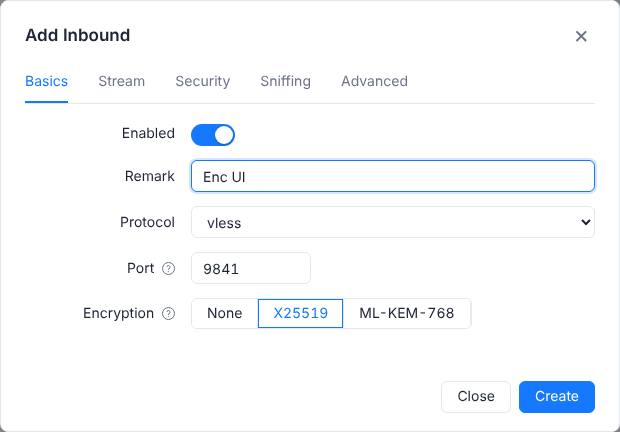 Add Inbound
Basics Stream Security Sniffing Advanced
Enabled
Remark Enc UI
Protocol vless
Port ? 9841
Encryption ? None X25519 ML-KEM-768
Close Create